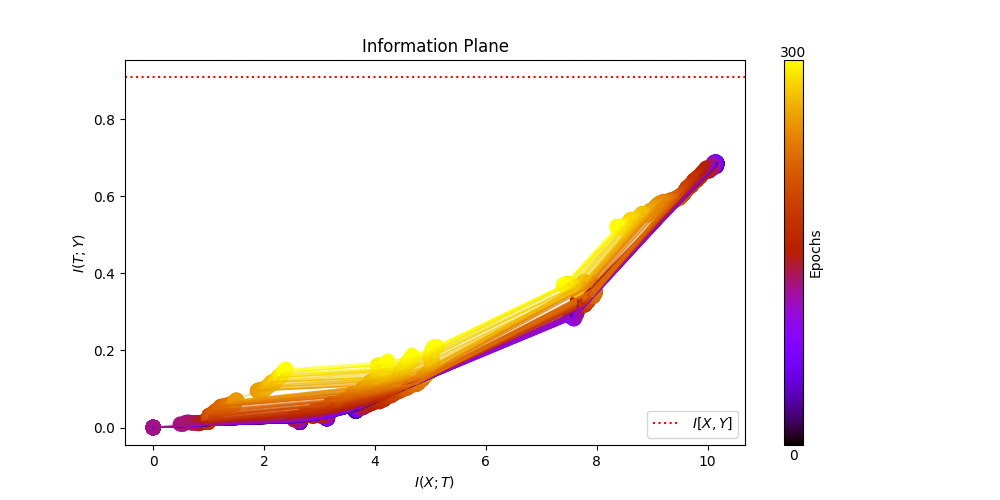 Information Plane
300
0.8
0.6
0.4
0.2
0.0
I(T; Y)
Epochs
I[X, Y]
0
0 2 4 6 8 10
I(X; T)